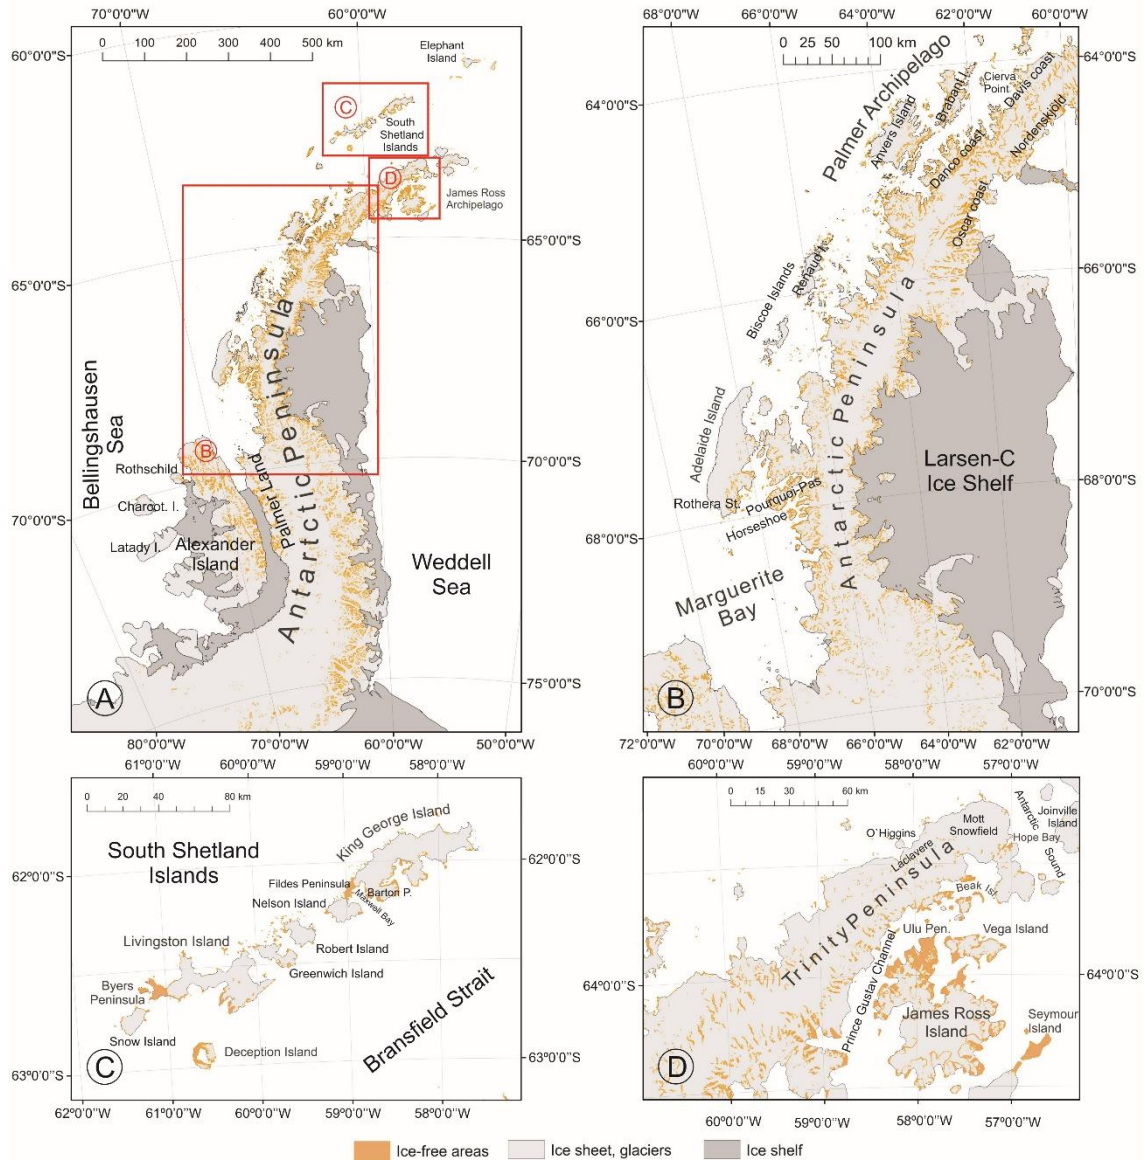 70°0'0"W
60°0'0"W
0 100 200 300 400 500 km
60°0'0"S
65°0'0"S
65°0'0"S
70°0'0"S
70°0'0"S
75°0'0"S
Elephant
Island
C
South
Shetland
Islands
D
James Ross
Archipelago
Bellingshausen
Sea
B
Rothschild
Charcot. I.
Latady I.
Alexander
Island
Palmer Land
Antartctic Peninsula
Weddell
Sea
A
80°0'0"W
70°0'0"W
60°0'0"W
50°0'0"W
68°0'0"W
66°0'0"W
64°0'0"W
62°0'0"W
60°0'0"W
0 25 50 100 km
64°0'0"S
64°0'0"S
66°0'0"S
66°0'0"S
68°0'0"S
68°0'0"S
70°0'0"S
Palmer Archipelago
Anvers Island
Brabant I.
Cierva
Point
Davis coast
Danco coast
Nordenskjold
Oscar coast
Biscoe Islands
Renaud I.
Antarctic Peninsula
Adelaide Island
Larsen-C
Ice Shelf
Rothera St.
Pourquoi-Pas
Horseshoe
Marguerite
Bay
B
72°0'0"W
70°0'0"W
68°0'0"W
66°0'0"W
64°0'0"W
62°0'0"W
61°0'0"W
60°0'0"W
59°0'0"W
58°0'0"W
0 20 40 80 km
62°0'0"S
62°0'0"S
63°0'0"S
63°0'0"S
South Shetland
Islands
King George Island
Fildes Peninsula
Barton P.
Maxwell Bay
Nelson Island
Robert Island
Livingston Island
Greenwich Island
Byers
Peninsula
Snow Island
Deception Island
Bransfield Strait
C
62°0'0"W
61°0'0"W
60°0'0"W
59°0'0"W
58°0'0"W
60°0'0"W
59°0'0"W
58°0'0"W
57°0'0"W
0 15 30 60 km
64°0'0"S
64°0'0"S
Antarctic
Sound
Joinville
Island
Mott
Snowfield
Hope Bay
O`Higgins
Laclavere
Trinity Peninsula
Beak Isl.
Ulu Pen.
Vega Island
Prince Gustav Channel
James Ross
Island
Seymour
Island
D
60°0'0"W
59°0'0"W
58°0'0"W
57°0'0"W
Ice-free areas
Ice sheet, glaciers
Ice shelf